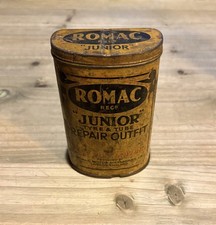 ROMAC
"JUNIOR"
ROMAC
REGD
"JUNIOR"
TYRE & TUBE
REPAIR OUTFIT